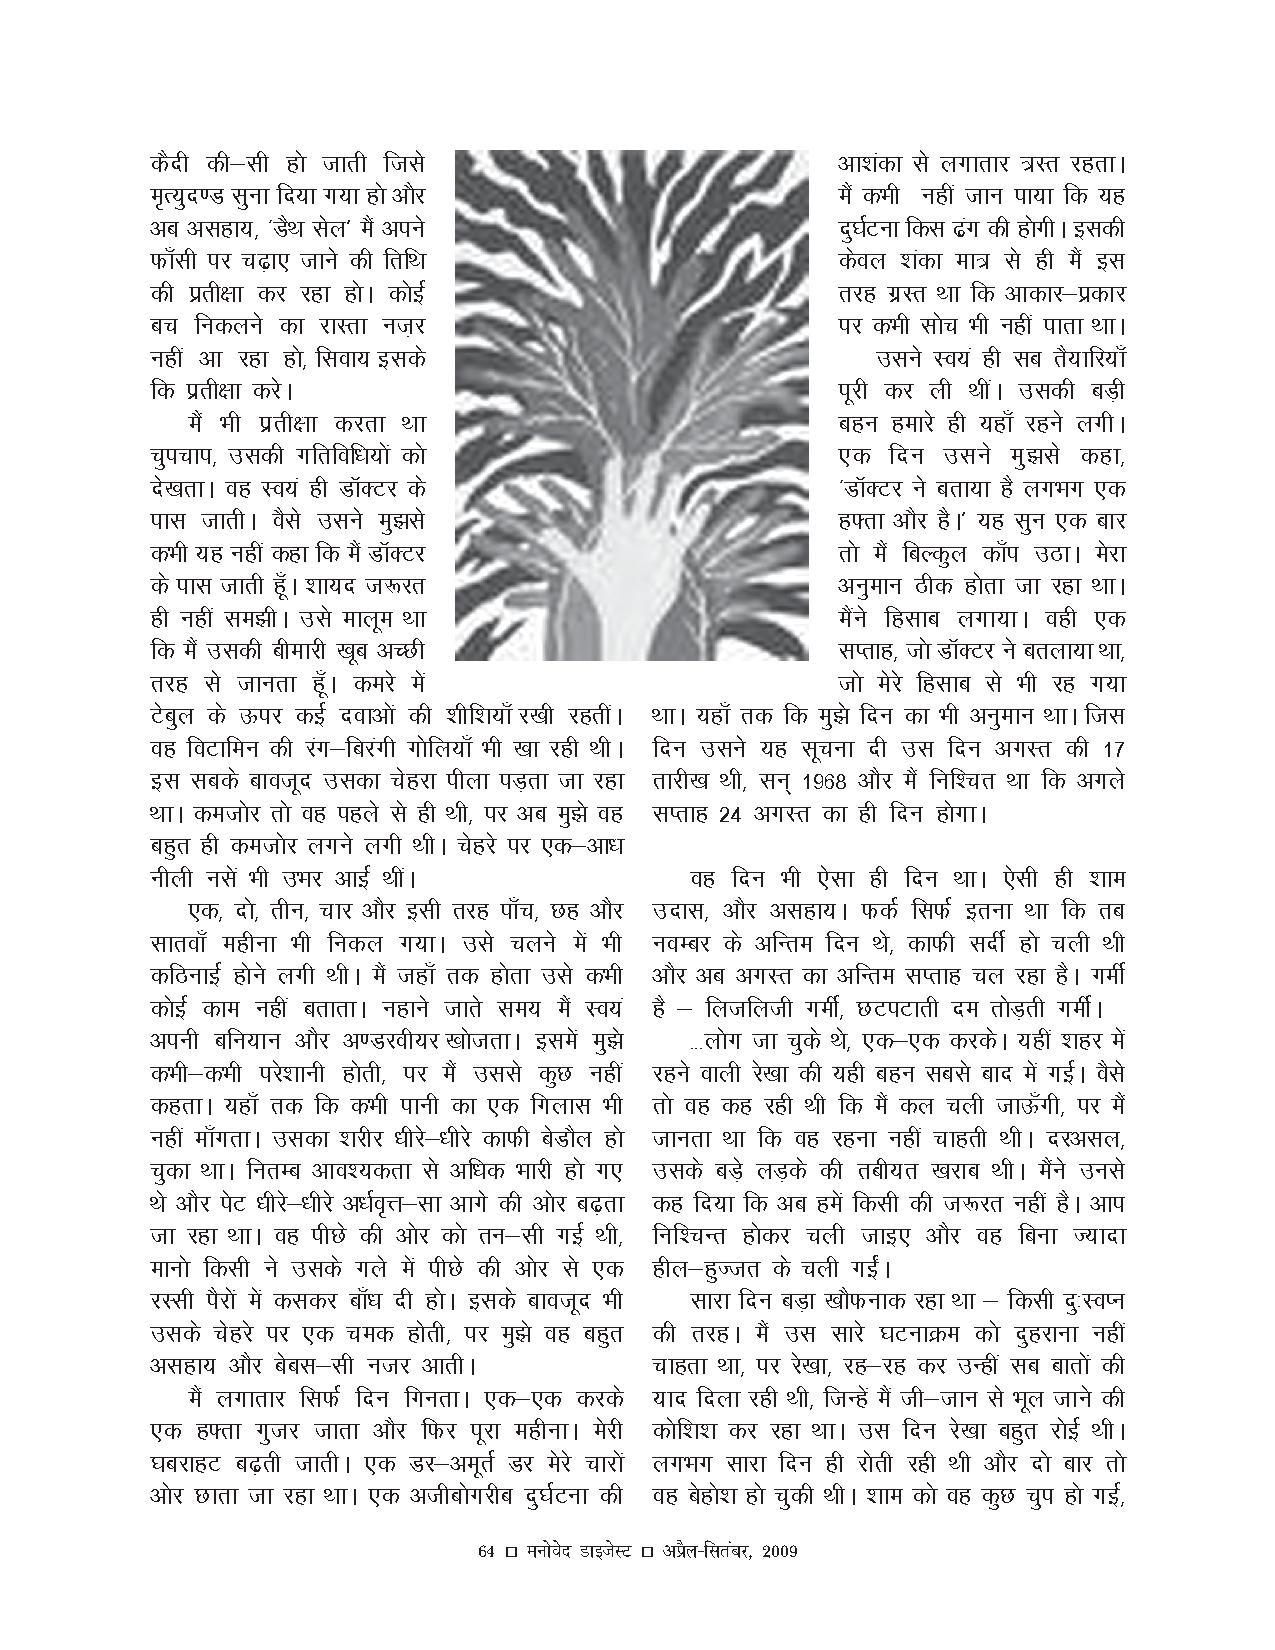 कैदी की–सी हो जाती जिसे
मृत्युदण्ड सुना दिया गया हो और
अब असहाय, 'डैथ सेल' मैं अपने
फाँसी पर चढ़ाए जाने की तिथि
की प्रतीक्षा कर रहा हो। कोई
बच निकलने का रास्ता नज़र
नहीं आ रहा हो, सिवाय इसके
कि प्रतीक्षा करे।
मैं भी प्रतीक्षा करता था
चुपचाप, उसकी गतिविधियों को
देखता। वह स्वयं ही डॉक्टर के
पास जाती। वैसे उसने मुझसे
कभी यह नहीं कहा कि मैं डॉक्टर
के पास जाती हूँ। शायद जरूरत
ही नहीं समझी। उसे मालूम था
कि मैं उसकी बीमारी खूब अच्छी
तरह से जानता हूँ। कमरे में
टेबुल के ऊपर कई दवाओं की शीशियाँ रखी रहतीं।
वह विटामिन की रंग–बिरंगी गोलियाँ भी खा रही थी।
इस सबके बावजूद उसका चेहरा पीला पड़ता जा रहा
था। कमजोर तो वह पहले से ही थी, पर अब मुझे वह
बहुत ही कमजोर लगने लगी थी। चेहरे पर एक–आध
नीली नसें भी उभर आई थीं।
एक, दो, तीन, चार और इसी तरह पाँच, छह और
सातवाँ महीना भी निकल गया। उसे चलने में भी
कठिनाई होने लगी थी। मैं जहाँ तक होता उसे कभी
कोई काम नहीं बताता। नहाने जाते समय मैं स्वयं
अपनी बनियान और अण्डरवीयर खोजता। इसमें मुझे
कभी–कभी परेशानी होती, पर मैं उससे कुछ नहीं
कहता। यहाँ तक कि कभी पानी का एक गिलास भी
नहीं माँगता। उसका शरीर धीरे–धीरे काफी बेडौल हो
चुका था। नितम्ब आवश्यकता से अधिक भारी हो गए
थे और पेट धीरे–धीरे अर्धवृत्त–सा आगे की ओर बढ़ता
जा रहा था। वह पीछे की ओर को तन–सी गई थी,
मानो किसी ने उसके गले में पीछे की ओर से एक
रस्सी पैरों में कसकर बाँध दी हो। इसके बावजूद भी
उसके चेहरे पर एक चमक होती, पर मुझे वह बहुत
असहाय और बेबस–सी नजर आती।
मैं लगातार सिर्फ दिन गिनता। एक–एक करके
एक हफ्ता गुजर जाता और फिर पूरा महीना। मेरी
घबराहट बढ़ती जाती। एक डर–अमूर्त डर मेरे चारों
ओर छाता जा रहा था। एक अजीबोगरीब दुर्घटना की
आशंका से लगातार त्रस्त रहता।
मैं कभी नहीं जान पाया कि यह
दुर्घटना किस ढंग की होगी। इसकी
केवल शंका मात्र से ही मैं इस
तरह ग्रस्त था कि आकार–प्रकार
पर कभी सोच भी नहीं पाता था।
उसने स्वयं ही सब तैयारियाँ
पूरी कर ली थीं। उसकी बड़ी
बहन हमारे ही यहाँ रहने लगी।
एक दिन उसने मुझसे कहा,
'डॉक्टर ने बताया है लगभग एक
हफ्ता और है।' यह सुन एक बार
तो मैं बिल्कुल काँप उठा। मेरा
अनुमान ठीक होता जा रहा था।
मैंने हिसाब लगाया। वही एक
सप्ताह, जो डॉक्टर ने बतलाया था,
जो मेरे हिसाब से भी रह गया
था। यहाँ तक कि मुझे दिन का भी अनुमान था। जिस
दिन उसने यह सूचना दी उस दिन अगस्त की 17
तारीख थी, सन् 1968 और मैं निश्चित था कि अगले
सप्ताह 24 अगस्त का ही दिन होगा।
वह दिन भी ऐसा ही दिन था। ऐसी ही शाम
उदास, और असहाय। फर्क सिर्फ इतना था कि तब
नवम्बर के अन्तिम दिन थे, काफी सर्दी हो चली थी
और अब अगस्त का अन्तिम सप्ताह चल रहा है। गर्मी
है – लिजलिजी गर्मी, छटपटाती दम तोड़ती गर्मी।
...लोग जा चुके थे, एक–एक करके। यहीं शहर में
रहने वाली रेखा की यही बहन सबसे बाद में गई। वैसे
तो वह कह रही थी कि मैं कल चली जाऊँगी, पर मैं
जानता था कि वह रहना नहीं चाहती थी। दरअसल,
उसके बड़े लड़के की तबीयत खराब थी। मैंने उनसे
कह दिया कि अब हमें किसी की जरूरत नहीं है। आप
निश्चिन्त होकर चली जाइए और वह बिना ज्यादा
हील–हुज्जत के चली गईं।
सारा दिन बड़ा खौफनाक रहा था – किसी दुःस्वप्न
की तरह। मैं उस सारे घटनाक्रम को दुहराना नहीं
चाहता था, पर रेखा, रह–रह कर उन्हीं सब बातों की
याद दिला रही थी, जिन्हें मैं जी–जान से भूल जाने की
कोशिश कर रहा था। उस दिन रेखा बहुत रोई थी।
लगभग सारा दिन ही रोती रही थी और दो बार तो
वह बेहोश हो चुकी थी। शाम को वह कुछ चुप हो गई,
64 □ मनोवेद डाइजेस्ट □ अप्रैल-सितंबर, 2009